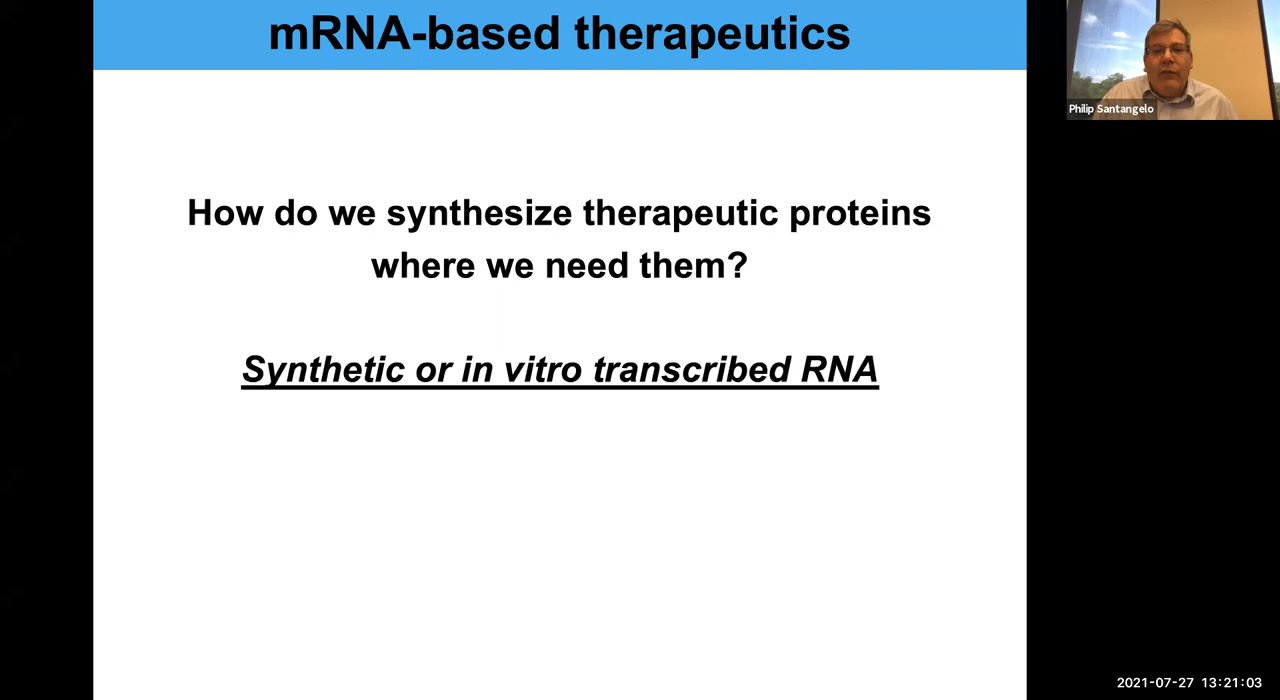 mRNA-based therapeutics
Philip Santangelo
How do we synthesize therapeutic proteins
where we need them?
Synthetic or in vitro transcribed RNA
2021-07-27 13:21:03